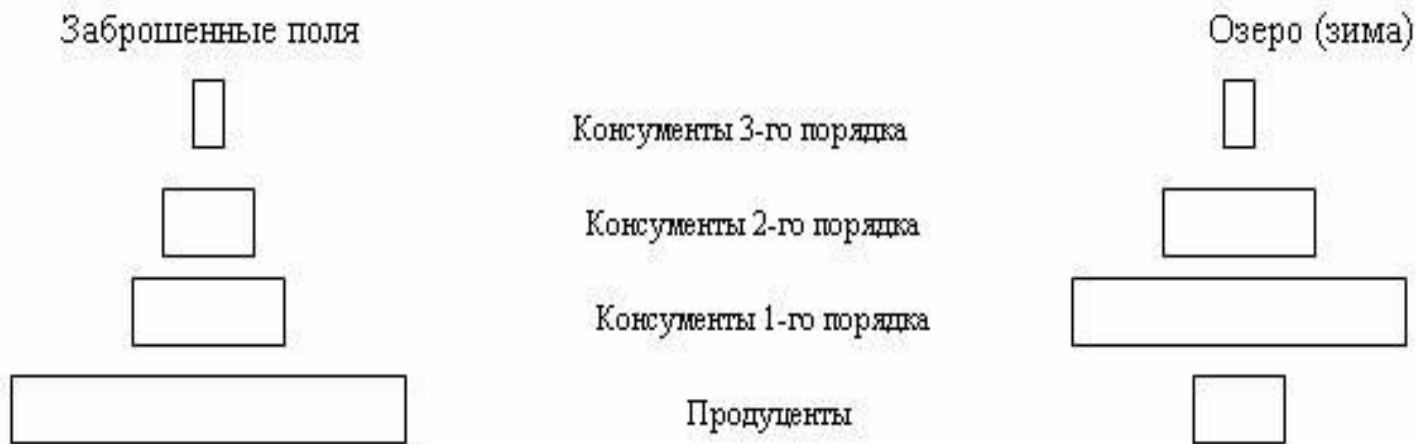 Заброшенные поля
Озеро (зима)
Консументы 3-го порядка
Консументы 2-го порядка
Консументы 1-го порядка
Продуценты